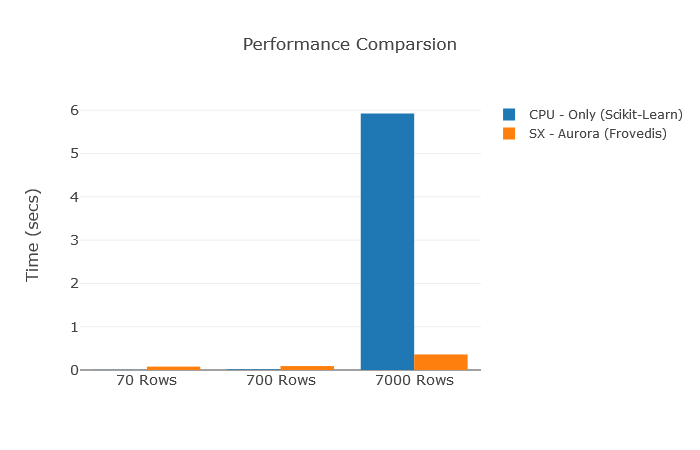 Performance Comparsion
CPU - Only (Scikit-Learn)
SX - Aurora (Frovedis)
Time (secs)
6
5
4
3
2
1
0
70 Rows
700 Rows
7000 Rows